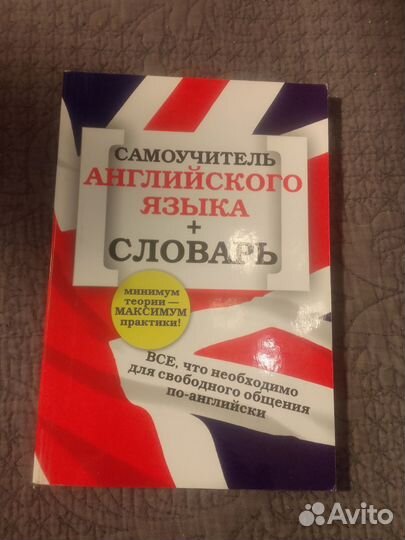 САМОУЧИТЕЛЬ
АНГЛИЙСКОГО
ЯЗЫКА
+
СЛОВАРЬ
минимум
теории —
МАКСИМУМ
практики!
ВСЕ, что необходимо
для свободного общения
по-английски
Avito